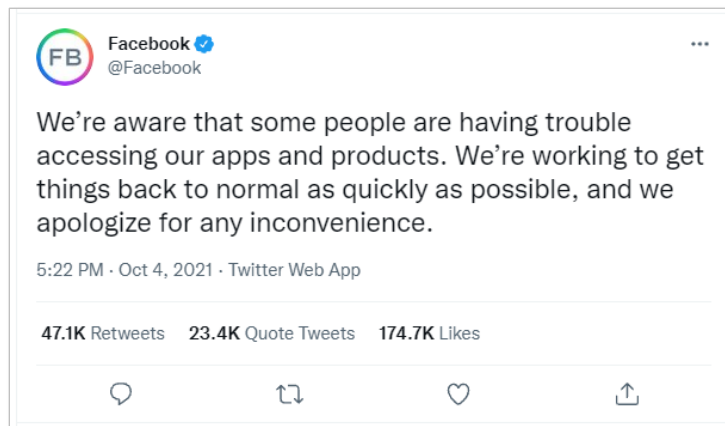 FB
Facebook
@Facebook
We’re aware that some people are having trouble
accessing our apps and products. We’re working to get
things back to normal as quickly as possible, and we
apologize for any inconvenience.
5:22 PM · Oct 4, 2021 · Twitter Web App
47.1K Retweets 23.4K Quote Tweets 174.7K Likes